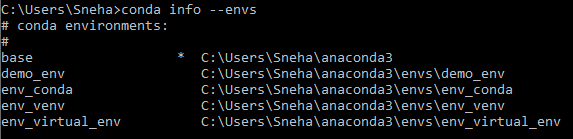 C:\Users\Sneha>conda info --envs
# conda environments:
#
base                  *  C:\Users\Sneha\anaconda3
demo_env                 C:\Users\Sneha\anaconda3\envs\demo_env
env_conda                C:\Users\Sneha\anaconda3\envs\env_conda
env_venv                 C:\Users\Sneha\anaconda3\envs\env_venv
env_virtual_env          C:\Users\Sneha\anaconda3\envs\env_virtual_env